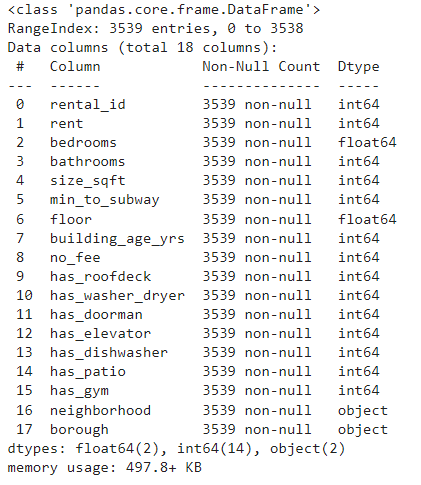 <class 'pandas.core.frame.DataFrame'>
RangeIndex: 3539 entries, 0 to 3538
Data columns (total 18 columns):
 #   Column            Non-Null Count  Dtype
---  ------            --------------  -----
 0   rental_id         3539 non-null   int64
 1   rent              3539 non-null   int64
 2   bedrooms          3539 non-null   float64
 3   bathrooms         3539 non-null   int64
 4   size_sqft         3539 non-null   int64
 5   min_to_subway     3539 non-null   int64
 6   floor             3539 non-null   float64
 7   building_age_yrs  3539 non-null   int64
 8   no_fee            3539 non-null   int64
 9   has_roofdeck      3539 non-null   int64
 10  has_washer_dryer  3539 non-null   int64
 11  has_doorman       3539 non-null   int64
 12  has_elevator      3539 non-null   int64
 13  has_dishwasher    3539 non-null   int64
 14  has_patio         3539 non-null   int64
 15  has_gym           3539 non-null   int64
 16  neighborhood      3539 non-null   object
 17  borough           3539 non-null   object
dtypes: float64(2), int64(14), object(2)
memory usage: 497.8+ KB